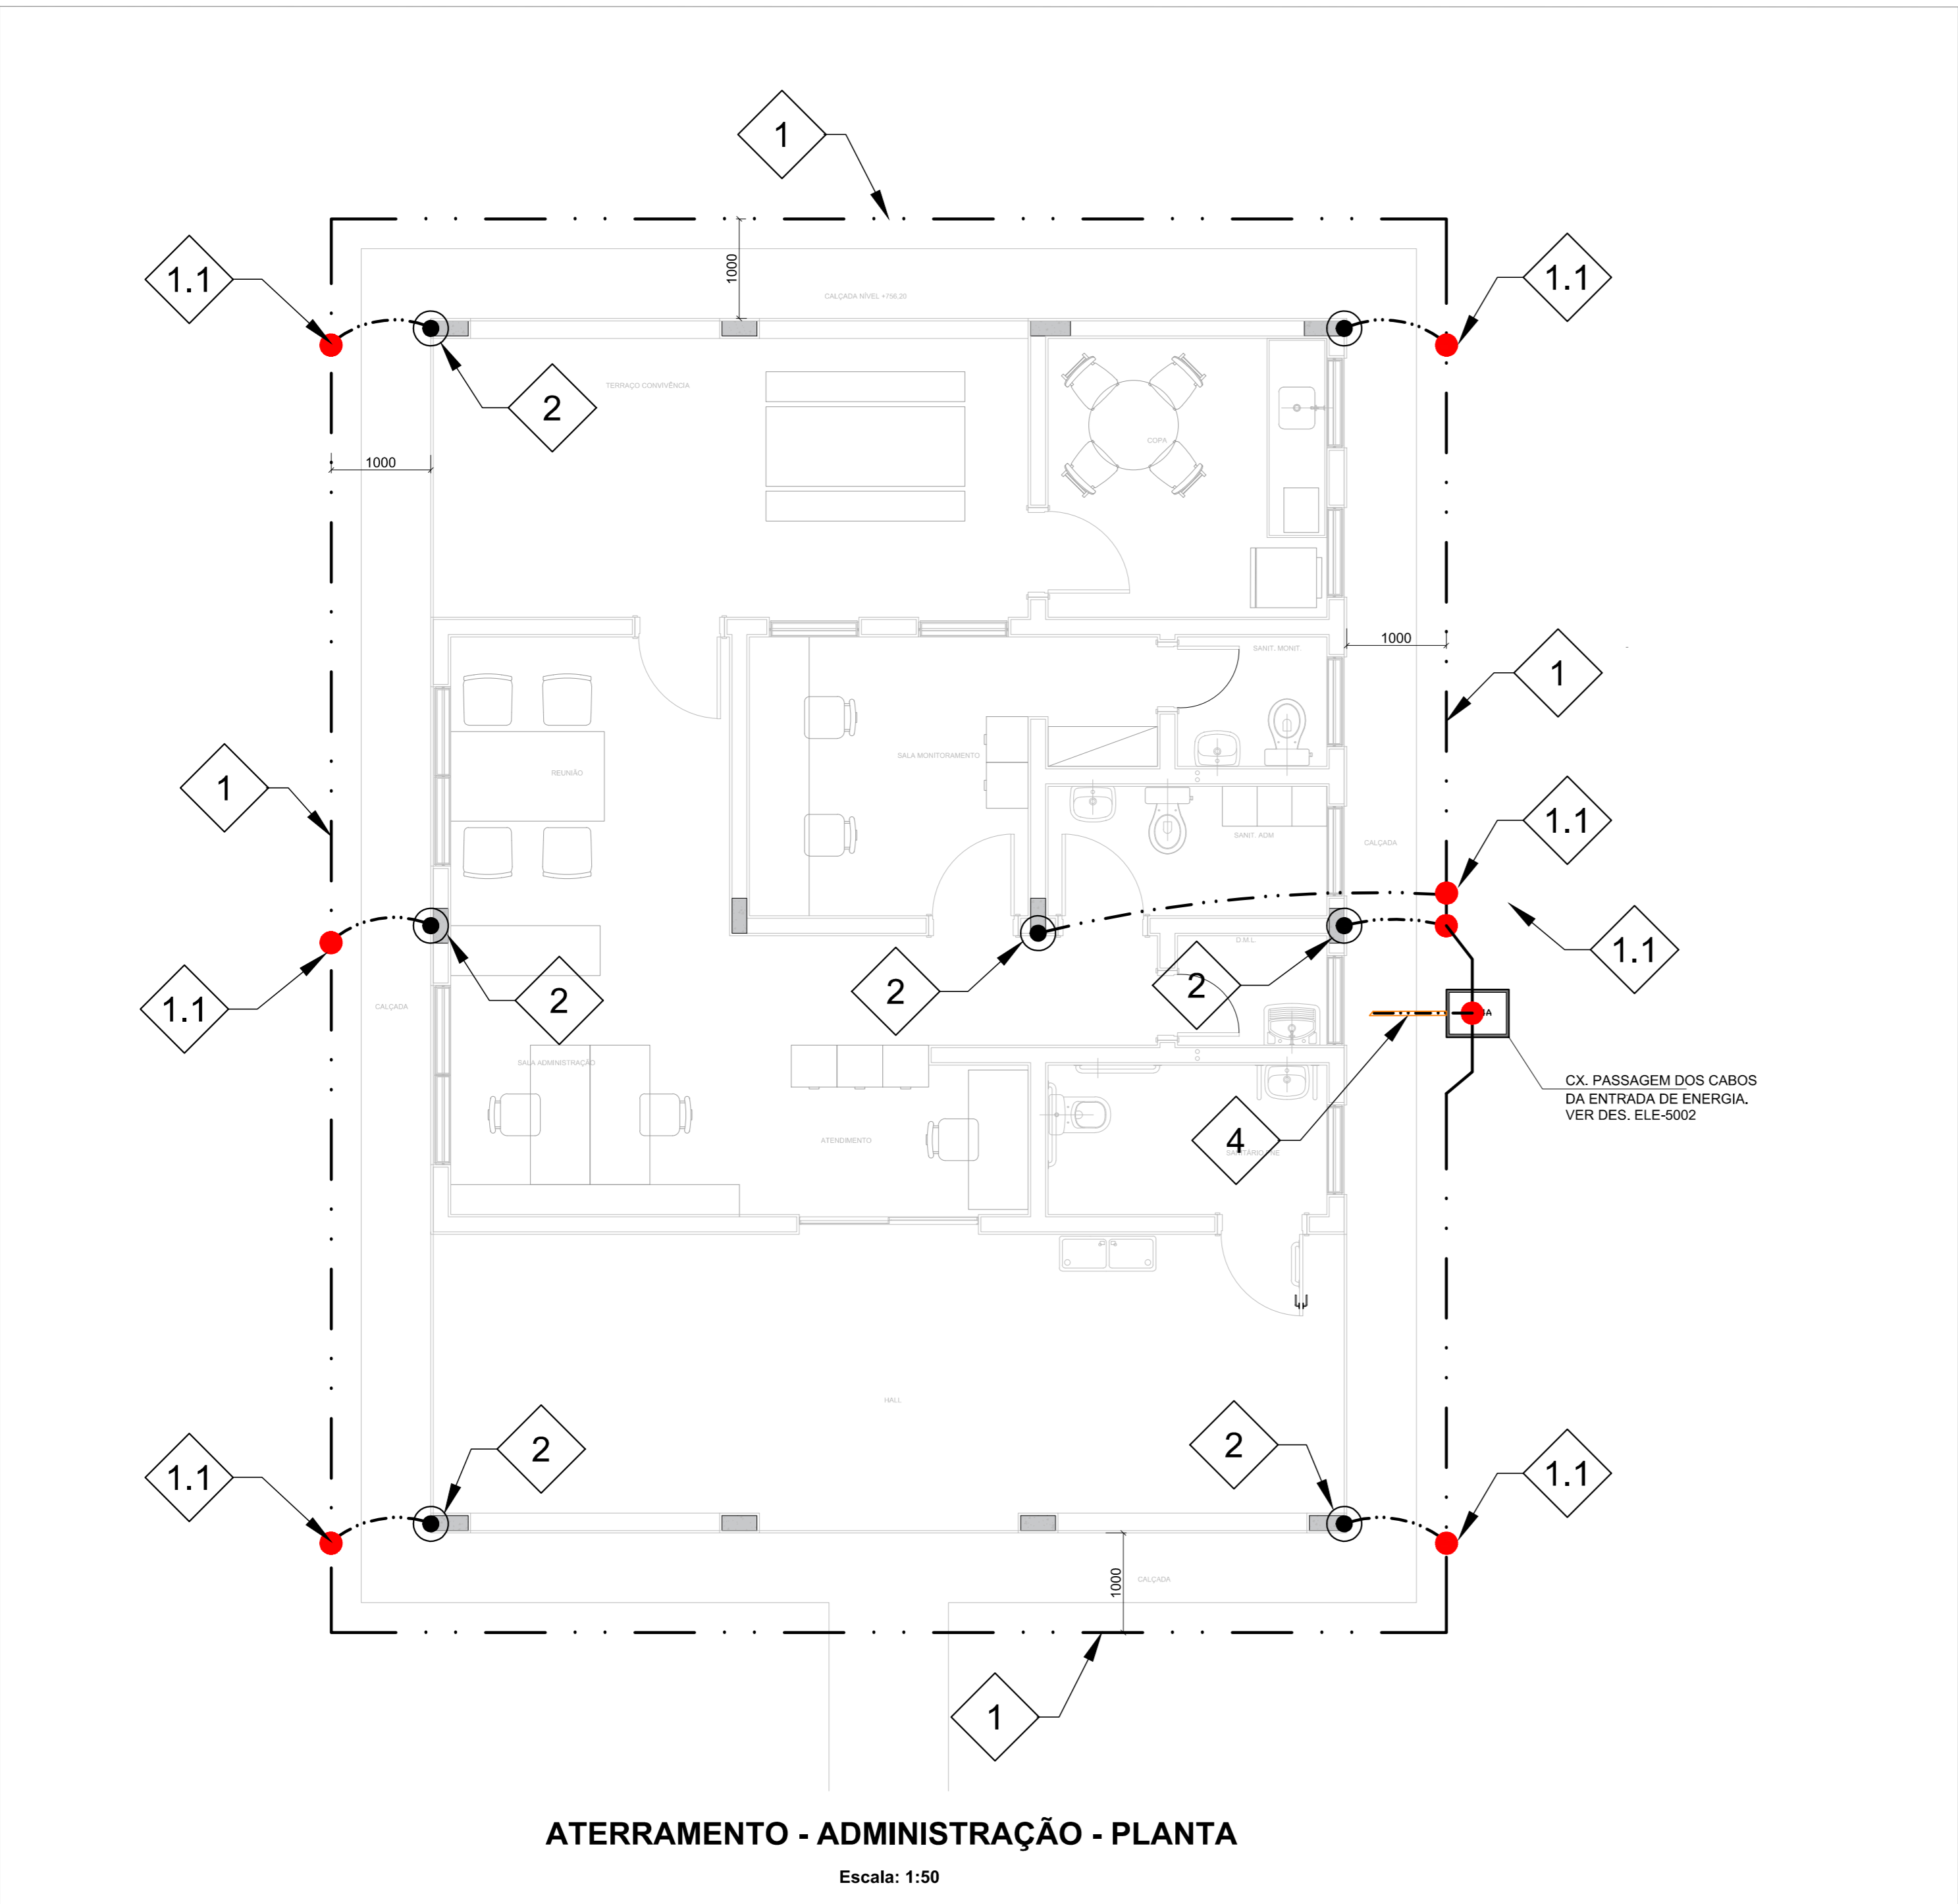 1
1.1
1.1
1000
CALÇADA NÍVEL +756.20
TERRAÇO CONVIVÊNCIA
2
COPA
1000
1000
SANIT. MONIT.
1
SALA MONITORAMENTO
REUNIÃO
1
1.1
SANIT. ADM
CALÇADA
D.M.L.
1.1
2
2
2
1.1
CALÇADA
SALA ADMINISTRAÇÃO
CX. PASSAGEM DOS CABOS
DA ENTRADA DE ENERGIA.
VER DES. ELE-5002
ATENDIMENTO
4
HALL
2
2
1.1
1.1
1000
CALÇADA
1
ATERRAMENTO - ADMINISTRAÇÃO - PLANTA
Escala: 1:50